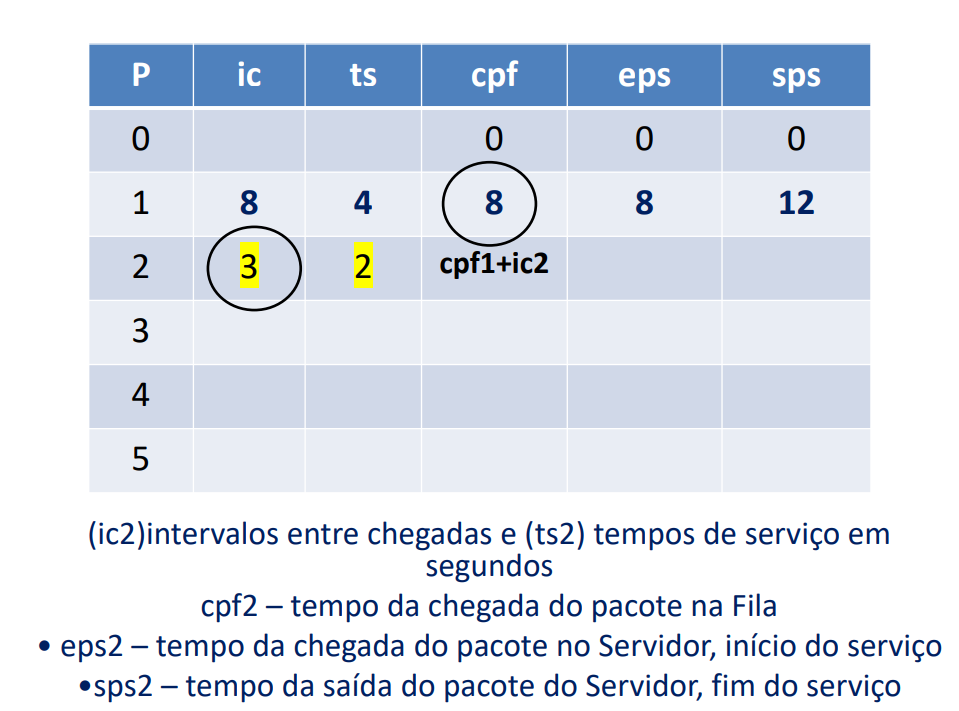 P ic ts cpf eps sps
0 0 0 0
1 8 4 8 8 12
2 3 2 cpf1+ic2
3
4
5
(ic2)intervalos entre chegadas e (ts2) tempos de serviço em
segundos
cpf2 – tempo da chegada do pacote na Fila
• eps2 – tempo da chegada do pacote no Servidor, início do serviço
•sps2 – tempo da saída do pacote do Servidor, fim do serviço